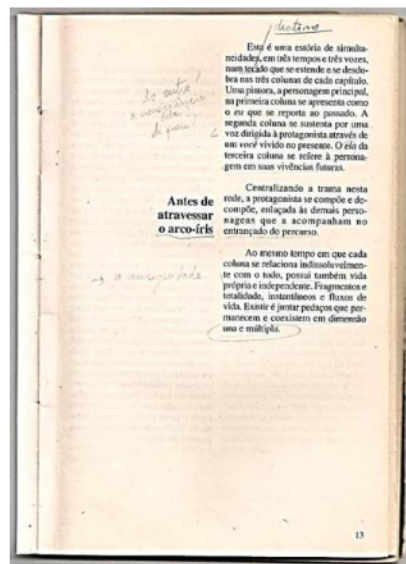 destino
Esta é uma estória de simulta-
neidades, em três tempos e três vozes,
num tecido que se estende e se desdo-
bra nas três colunas de cada capítulo.
Uma pintora, a personagem principal,
na primeira coluna se apresenta como
o eu que se reporta ao passado. A
segunda coluna se sustenta por uma
voz dirigida à protagonista através de
um você vivido no presente. O ela da
terceira coluna se refere à persona-
gem em suas vivências futuras.
Antes de
atravessar
o arco-íris
Centralizando a trama nesta
rede, a protagonista se compõe e de-
compõe, enlaçada às demais perso-
nagens que a acompanham no
entrançado do percurso.
Ao mesmo tempo em que cada
coluna se relaciona indissoluvelmen-
te com o todo, possui também vida
própria e independente. Fragmentos e
totalidade, instantâneos e fluxos de
vida. Existir é juntar pedaços que per-
manecem e coexistem em dimensão
una e múltipla.
13